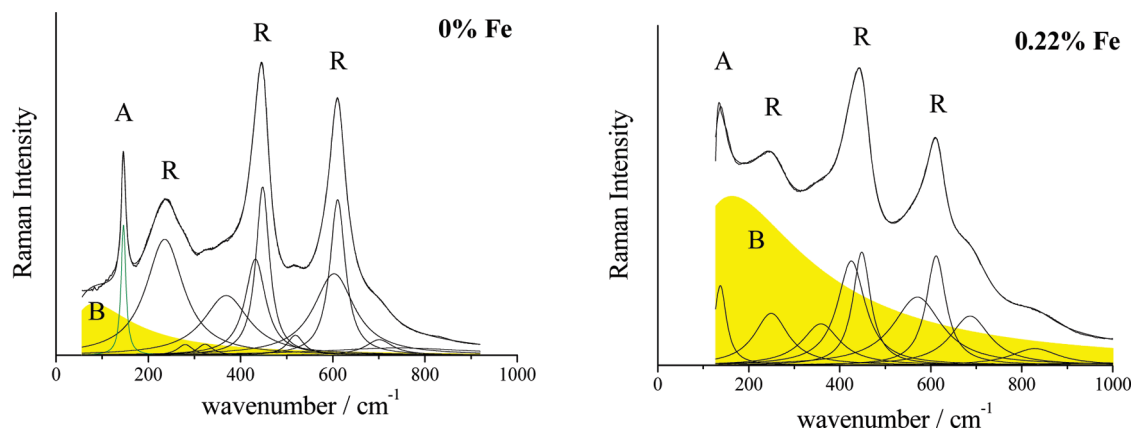 0% Fe
R
R
A
R
B
Raman Intensity
0
200
400
600
800
1000
wavenumber / cm⁻¹
0.22% Fe
R
A
R
R
B
Raman Intensity
0
200
400
600
800
1000
wavenumber / cm⁻¹